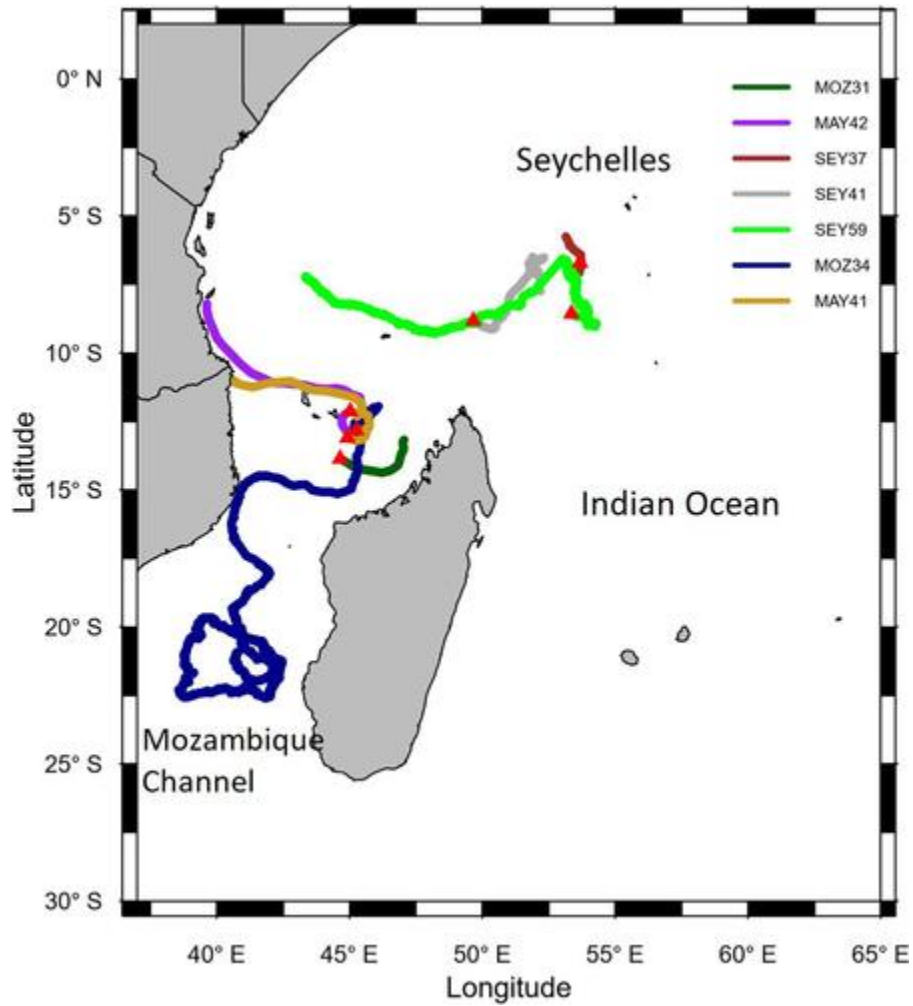 0° N
5° S
10° S
15° S
20° S
25° S
30° S
Latitude
Seychelles
MOZ31
MAY42
SEY37
SEY41
SEY59
MOZ34
MAY41
Indian Ocean
Mozambique
Channel
40° E
45° E
50° E
55° E
60° E
65° E
Longitude